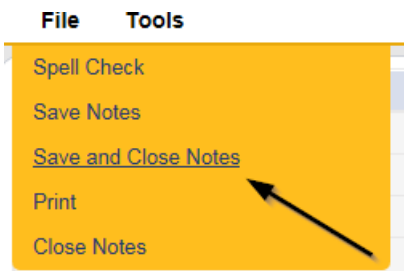 File Tools
Spell Check
Save Notes
Save and Close Notes
Print
Close Notes